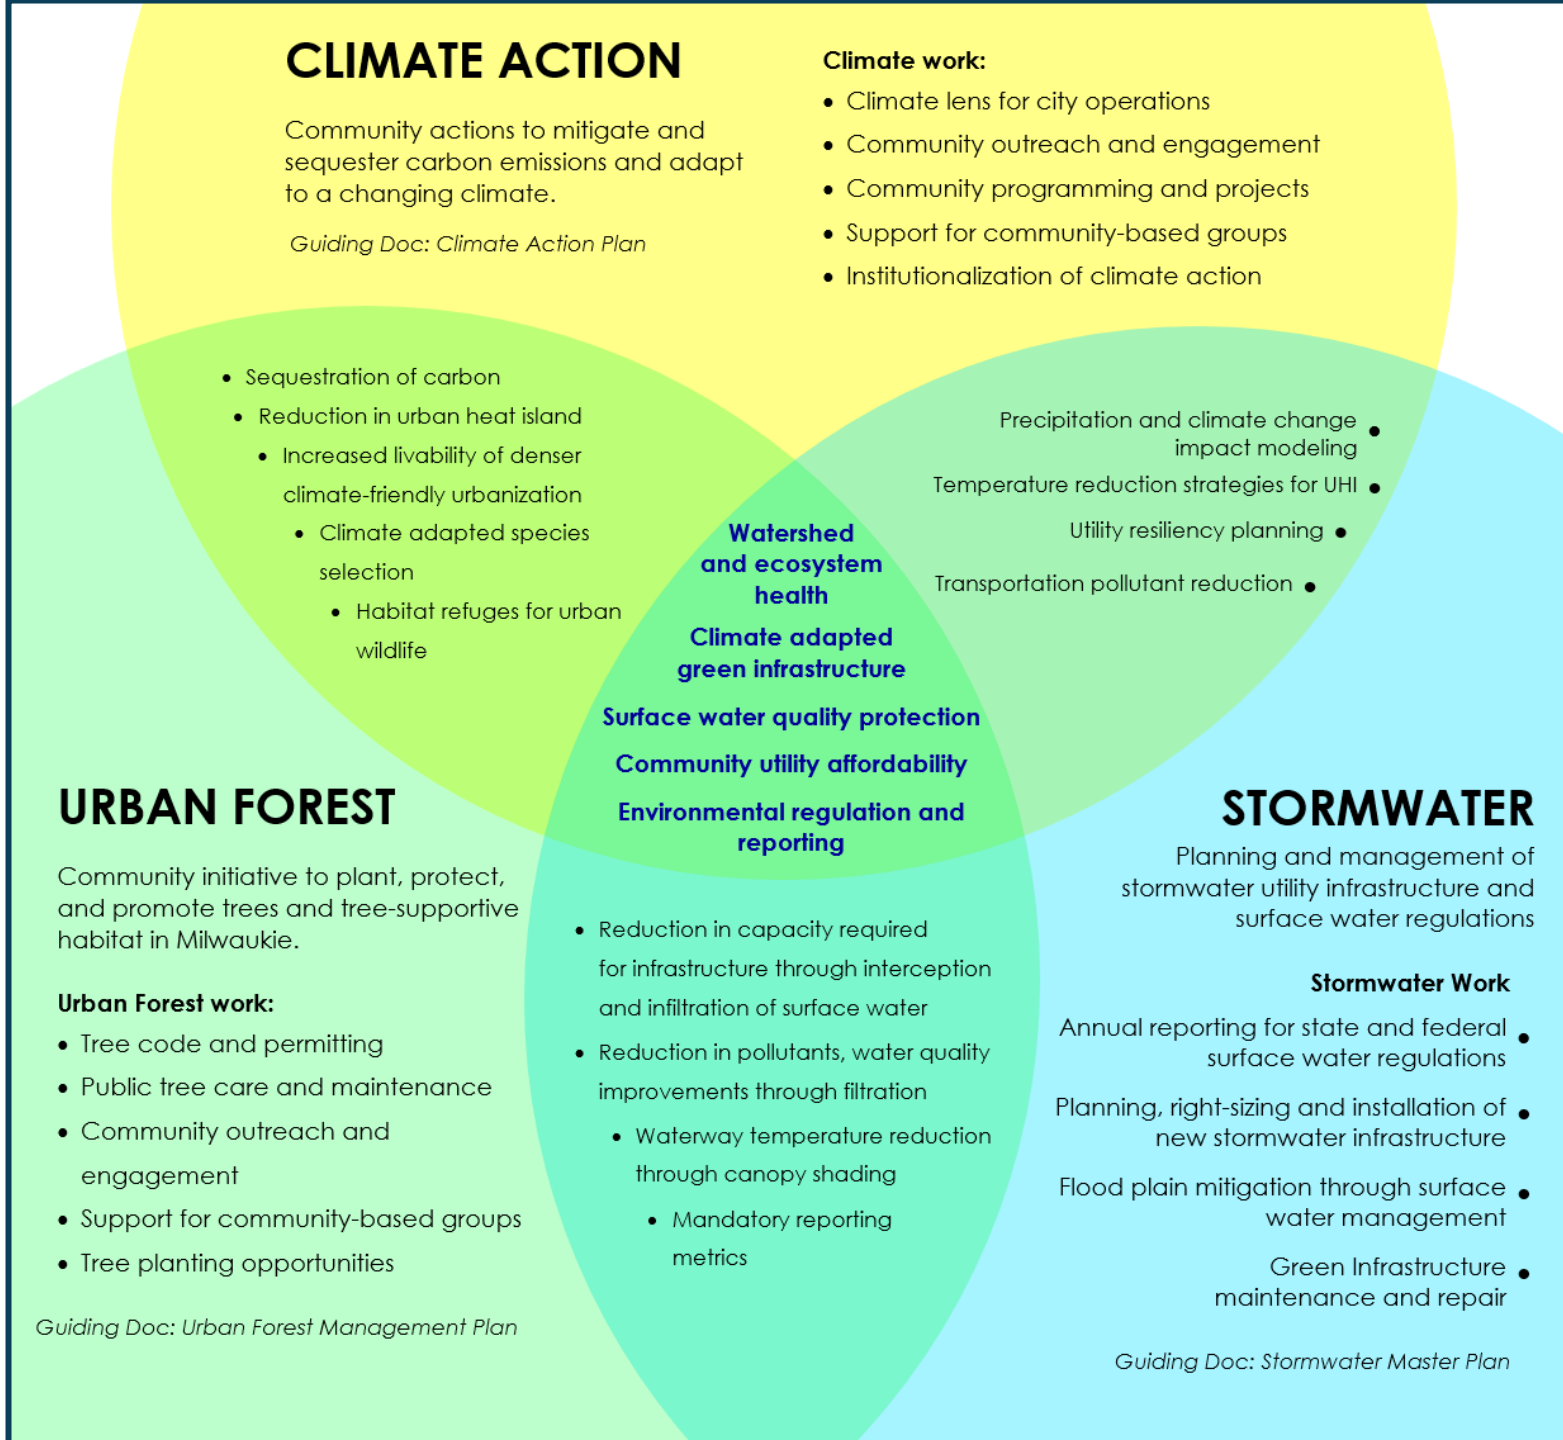 CLIMATE ACTION
Community actions to mitigate and
sequester carbon emissions and adapt
to a changing climate.
Guiding Doc: Climate Action Plan
Climate work:
• Climate lens for city operations
• Community outreach and engagement
• Community programming and projects
• Support for community-based groups
• Institutionalization of climate action
• Sequestration of carbon
• Reduction in urban heat island
• Increased livability of denser
climate-friendly urbanization
• Climate adapted species
selection
• Habitat refuges for urban
wildlife
Precipitation and climate change •
impact modeling
Temperature reduction strategies for UHI •
Utility resiliency planning •
Transportation pollutant reduction •
Watershed
and ecosystem
health
Climate adapted
green infrastructure
Surface water quality protection
Community utility affordability
Environmental regulation and
reporting
URBAN FOREST
Community initiative to plant, protect,
and promote trees and tree-supportive
habitat in Milwaukie.
Urban Forest work:
• Tree code and permitting
• Public tree care and maintenance
• Community outreach and
engagement
• Support for community-based groups
• Tree planting opportunities
Guiding Doc: Urban Forest Management Plan
• Reduction in capacity required
for infrastructure through interception
and infiltration of surface water
• Reduction in pollutants, water quality
improvements through filtration
• Waterway temperature reduction
through canopy shading
• Mandatory reporting
metrics
STORMWATER
Planning and management of
stormwater utility infrastructure and
surface water regulations
Stormwater Work
Annual reporting for state and federal •
surface water regulations
Planning, right-sizing and installation of •
new stormwater infrastructure
Flood plain mitigation through surface •
water management
Green Infrastructure •
maintenance and repair
Guiding Doc: Stormwater Master Plan